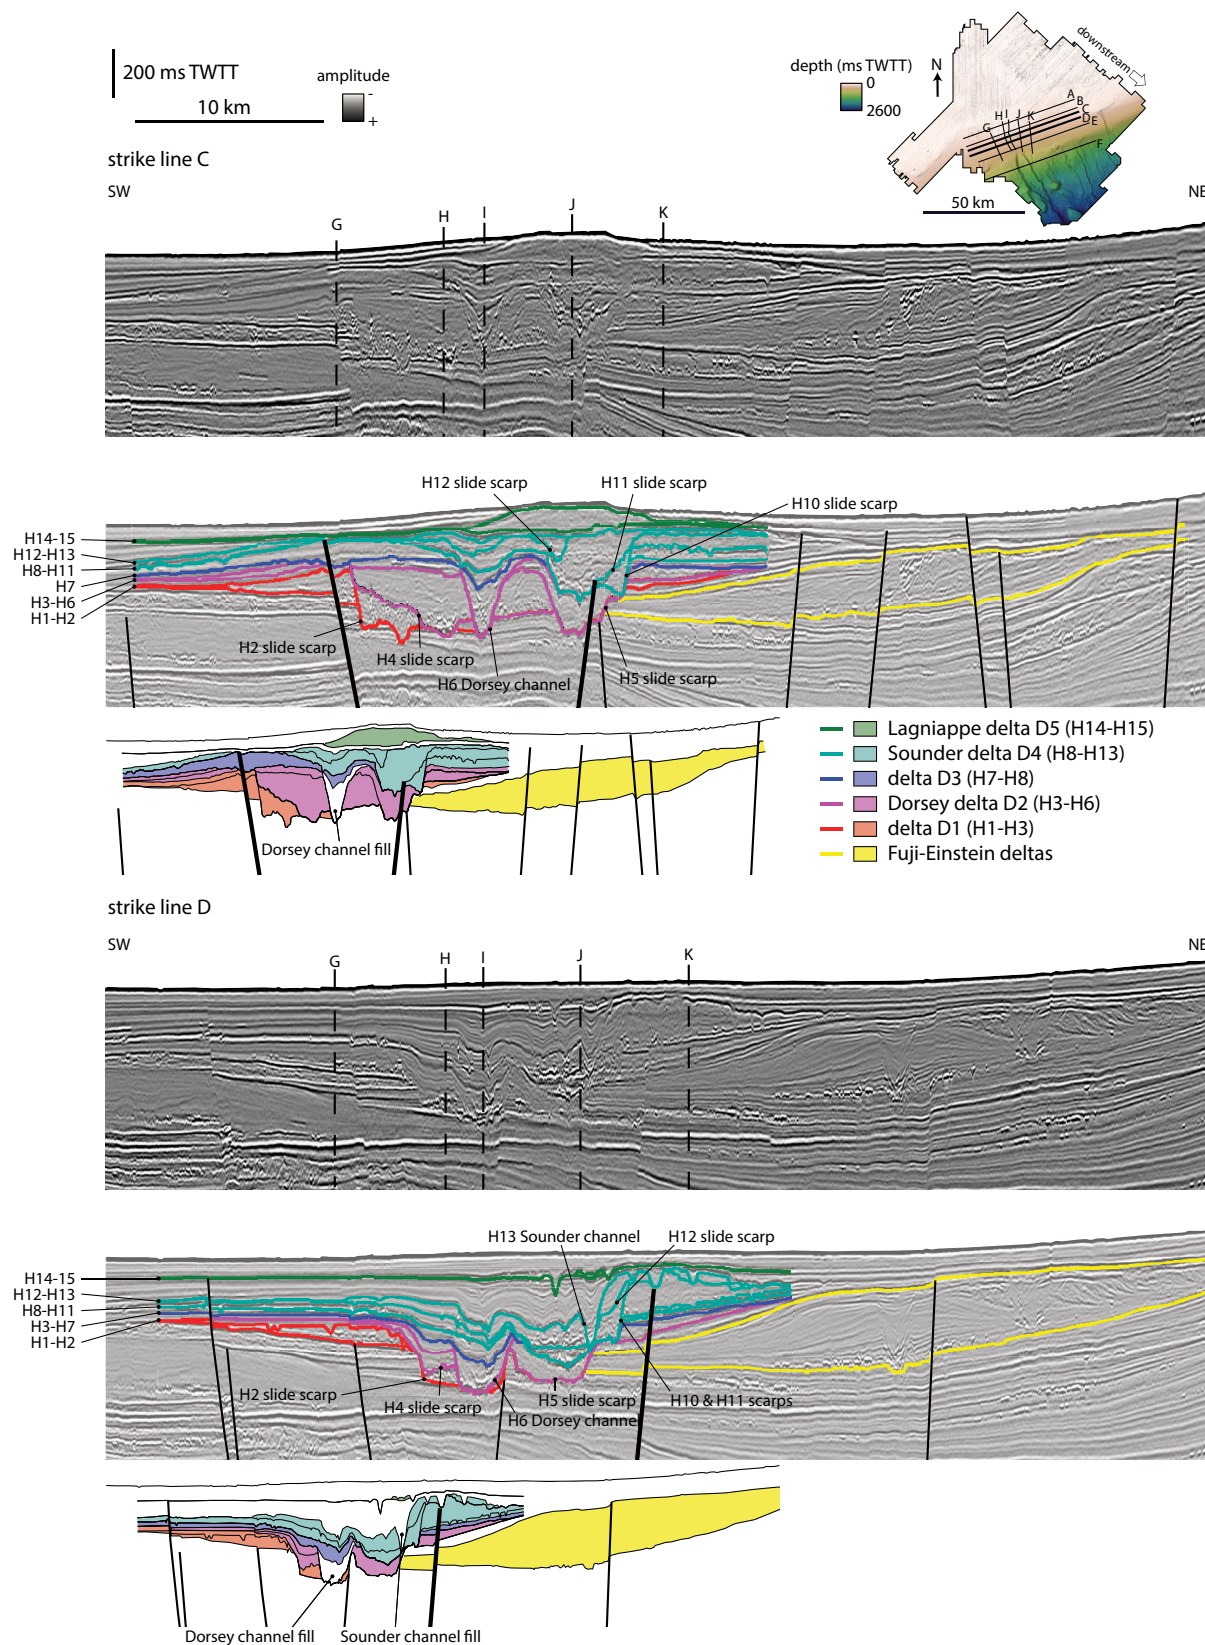 200 ms TWTT
10 km
amplitude
-
+
depth (ms TWTT)
0
2600
N
downstream
A
B
C
D
E
F
G
H
I
J
K
50 km
strike line C
SW
NE
G
H
I
J
K
H12 slide scarp
H11 slide scarp
H10 slide scarp
H14-15
H12-H13
H8-H11
H7
H3-H6
H1-H2
H2 slide scarp
H4 slide scarp
H6 Dorsey channel
H5 slide scarp
Dorsey channel fill
Lagniappe delta D5 (H14-H15)
Sounder delta D4 (H8-H13)
delta D3 (H7-H8)
Dorsey delta D2 (H3-H6)
delta D1 (H1-H3)
Fuji-Einstein deltas
strike line D
SW
NE
G
H
I
J
K
H13 Sounder channel
H12 slide scarp
H14-15
H12-H13
H8-H11
H3-H7
H1-H2
H2 slide scarp
H4 slide scarp
H5 slide scarp
H6 Dorsey channel
H10 & H11 scarps
Dorsey channel fill
Sounder channel fill